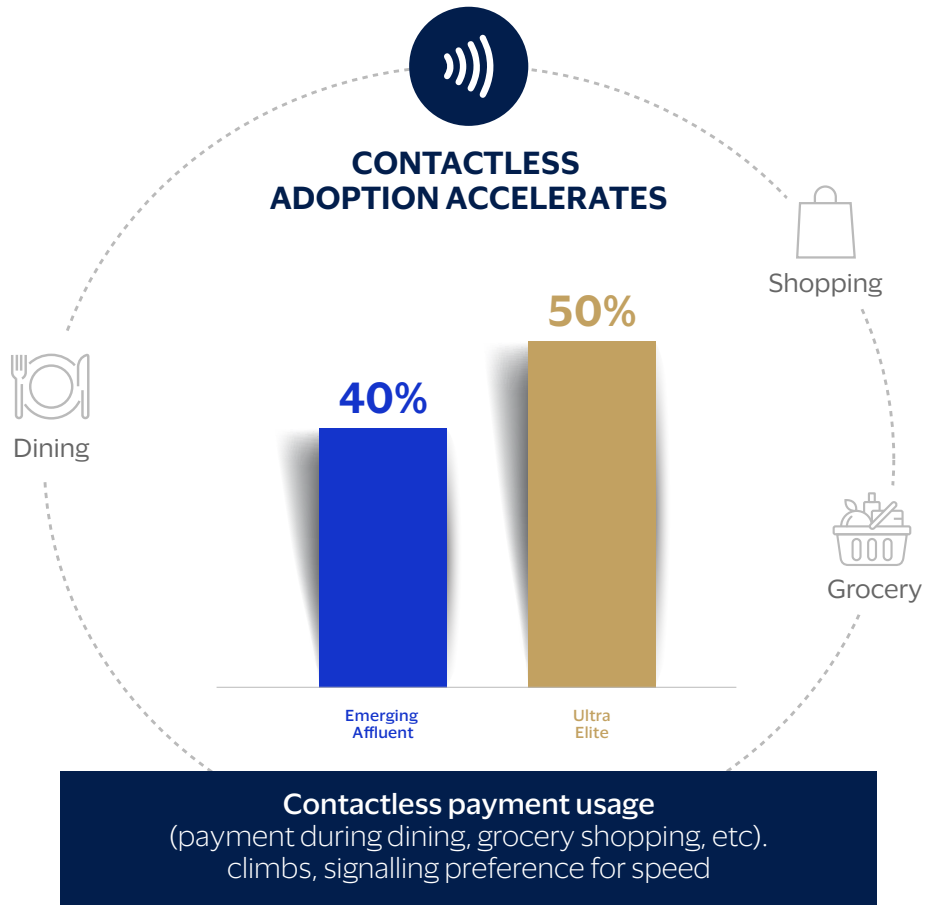 CONTACTLESS
ADOPTION ACCELERATES
Shopping
50%
40%
Dining
Grocery
Emerging
Affluent
Ultra
Elite
Contactless payment usage
(payment during dining, grocery shopping, etc).
climbs, signalling preference for speed